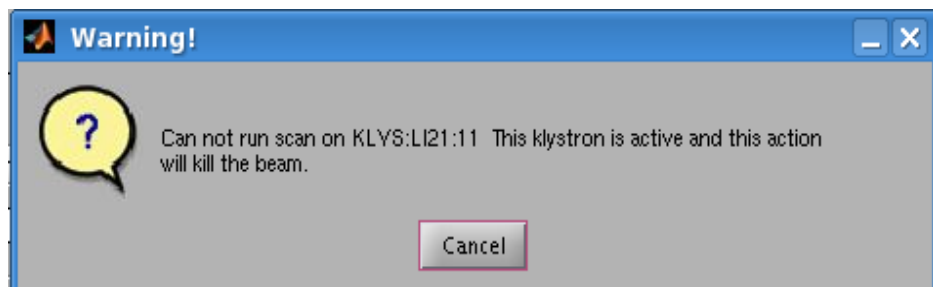 Warning!
?
Can not run scan on KLYS:LI21:11 This klystron is active and this action
will kill the beam.
Cancel